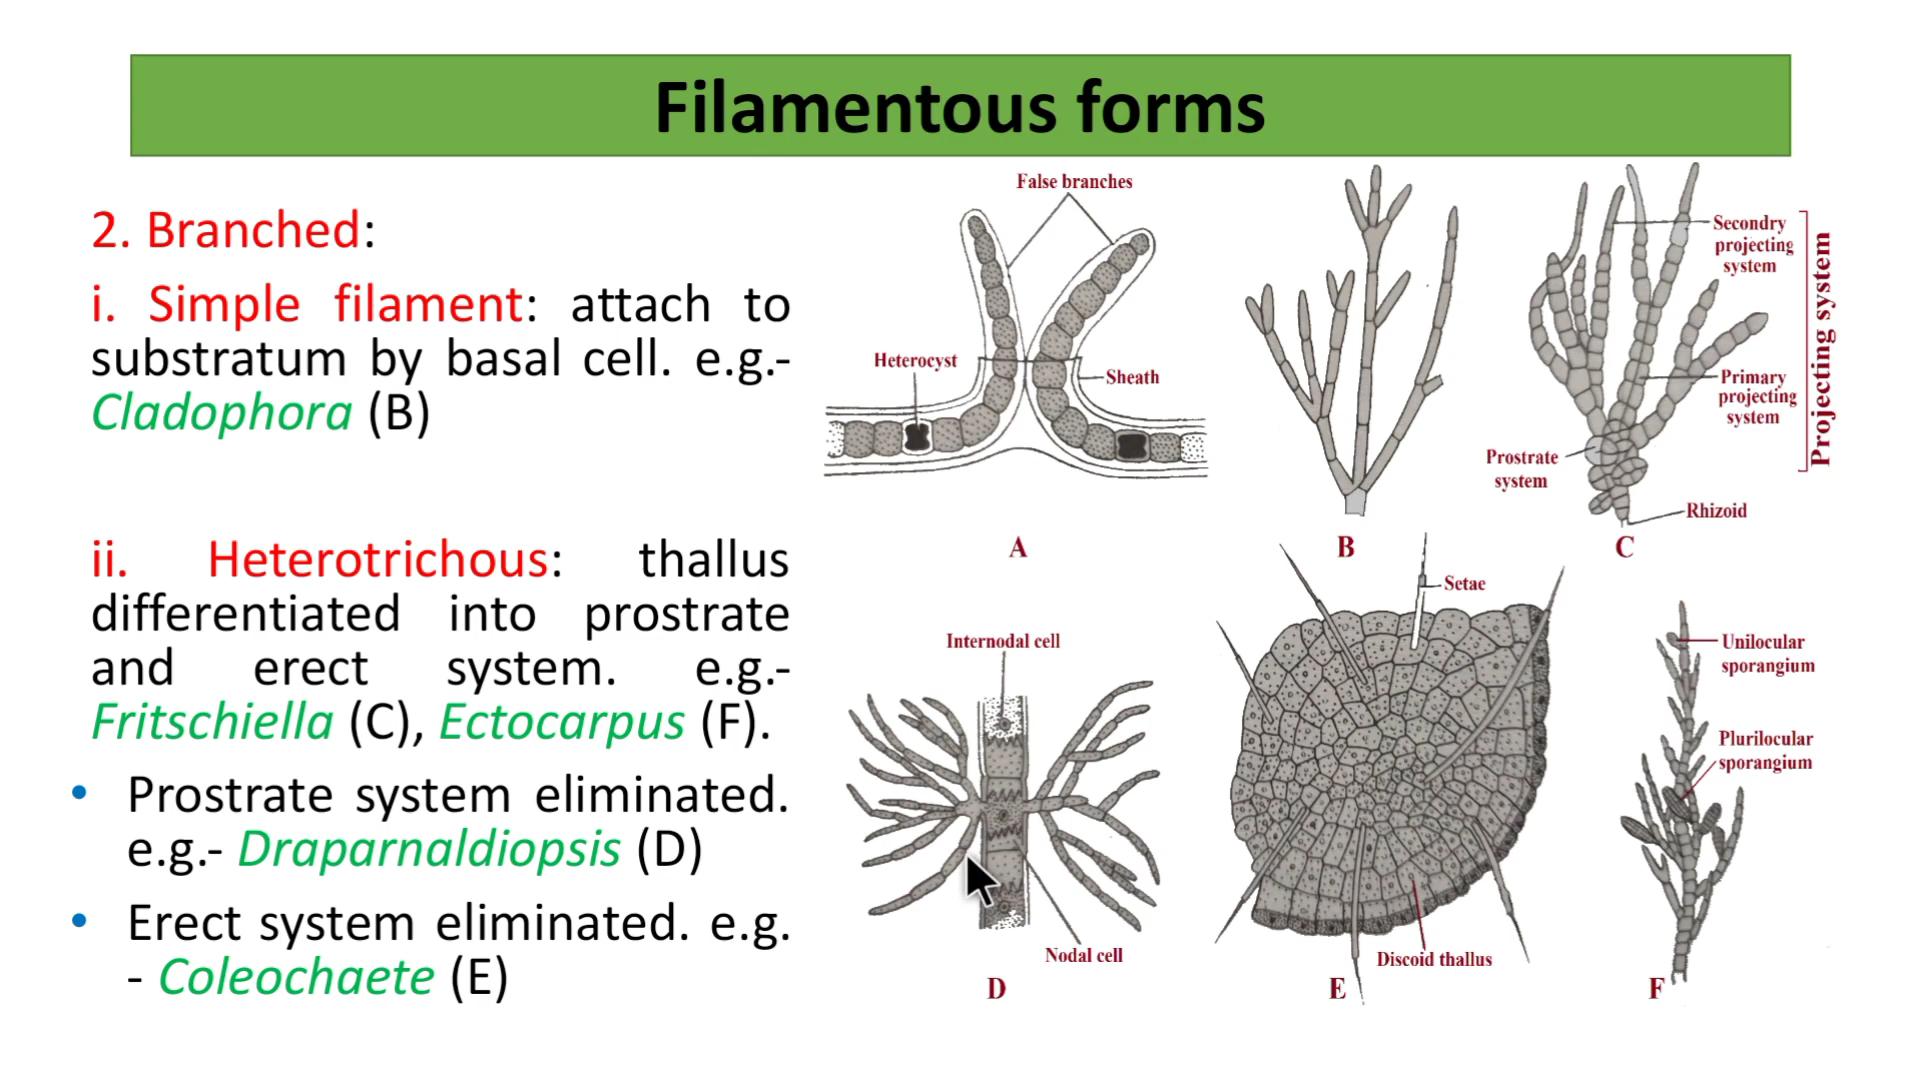 Filamentous forms
2. Branched:
i. Simple filament: attach to
substratum by basal cell. e.g.-
Cladophora (B)
ii. Heterotrichous: thallus
differentiated into prostrate
and erect system. e.g.-
Fritschiella (C), Ectocarpus (F).
• Prostrate system eliminated.
e.g.- Draparnaldiopsis (D)
• Erect system eliminated. e.g.
- Coleochaete (E)
False branches
Heterocyst
Sheath
A
B
Secondry
projecting
system
Primary
projecting
system
Projecting system
Prostrate
system
Rhizoid
C
Internodal cell
Nodal cell
D
Setae
Discoid thallus
E
Unilocular
sporangium
Plurilocular
sporangium
F